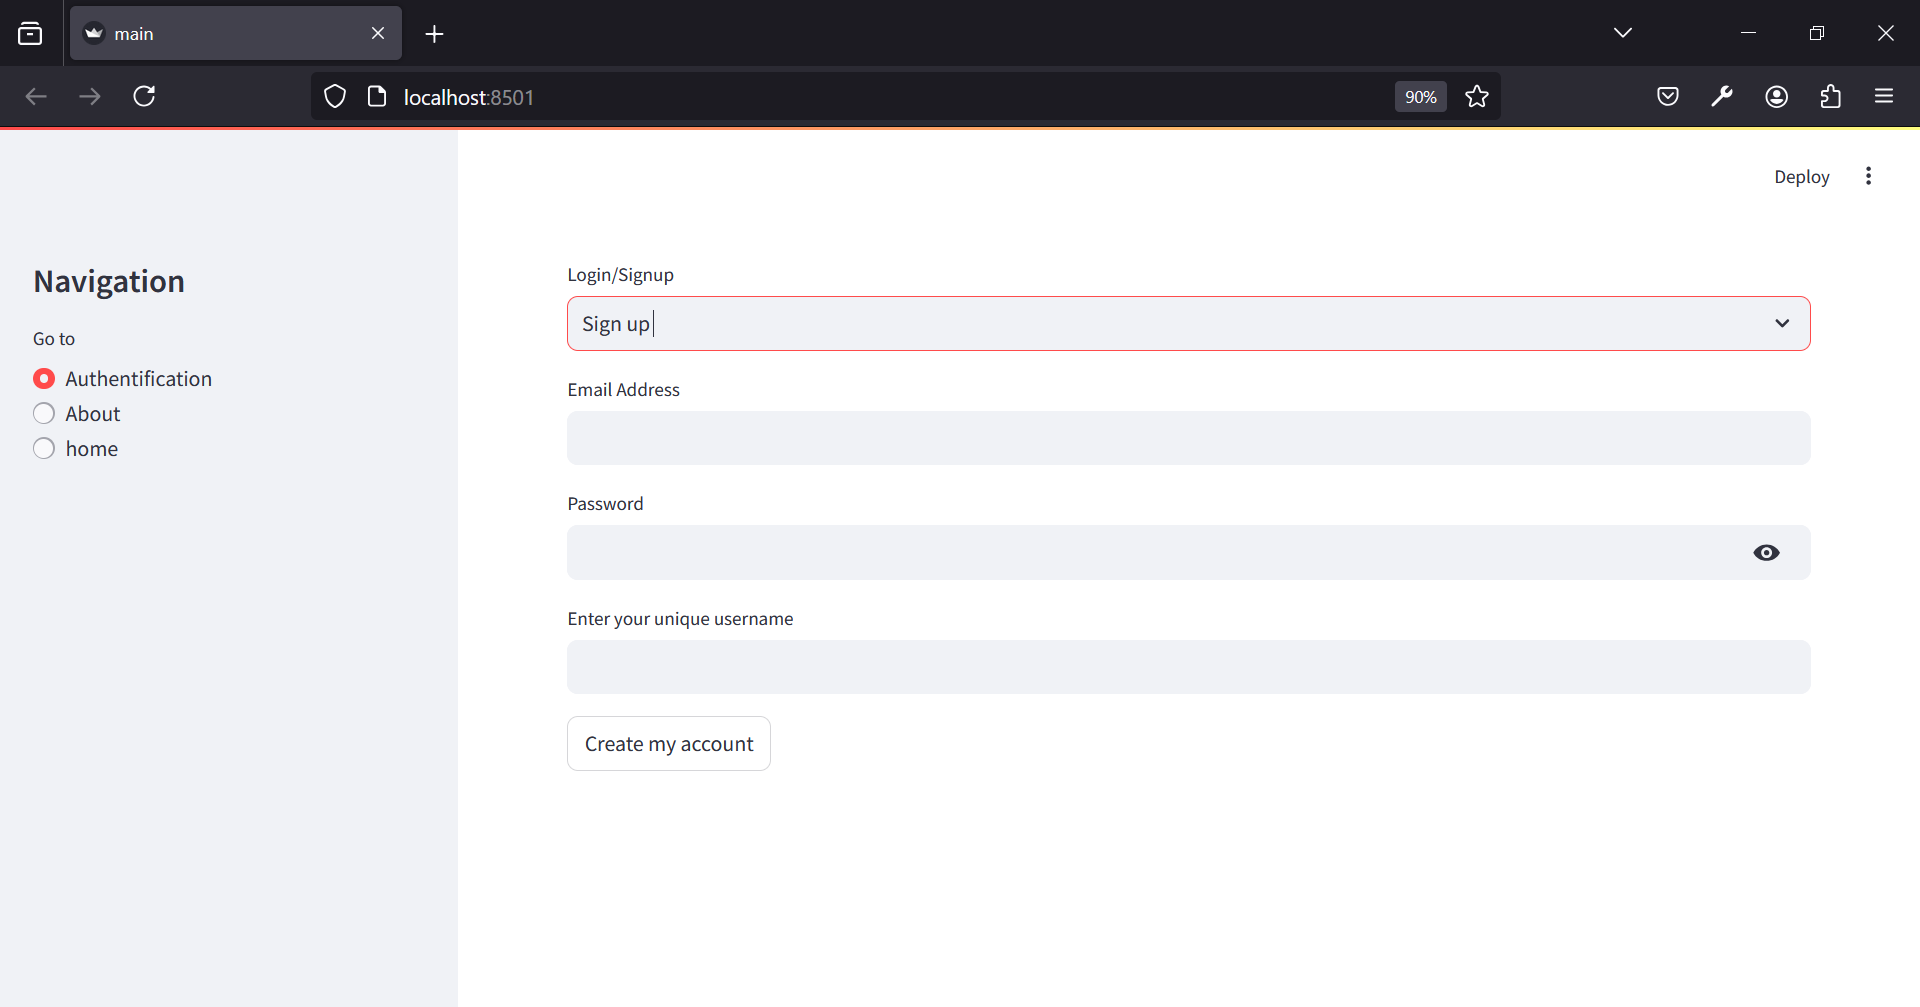 main
localhost:8501
90%
Deploy
Navigation
Go to
Authentification
About
home
Login/Signup
Sign up
Email Address
Password
Enter your unique username
Create my account